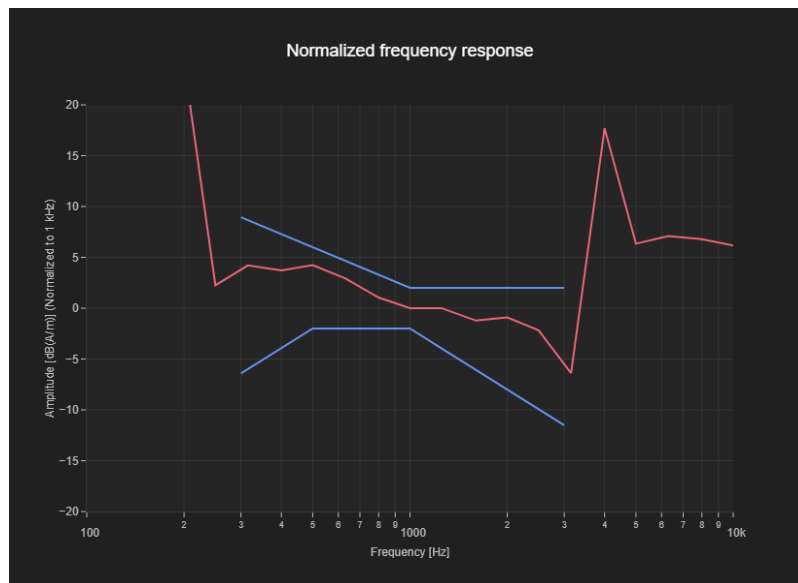 Normalized frequency response
20
15
10
5
0
−5
−10
−15
−20
Amplitude [dB(A/m)] (Normalized to 1 kHz)
100 2 3 4 5 6 7 8 9 1000 2 3 4 5 6 7 8 9 10k
Frequency [Hz]